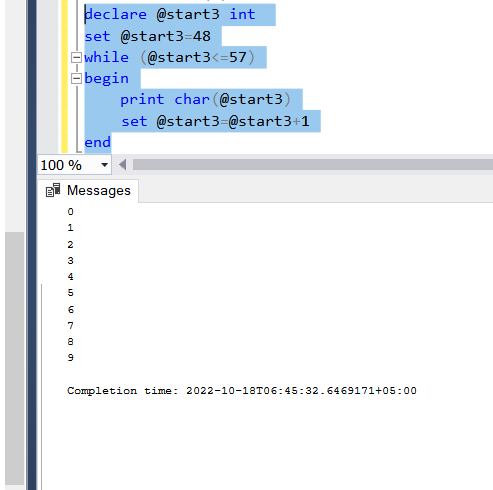 declare @start3 int
set @start3=48
while (@start3<=57)
begin
print char(@start3)
set @start3=@start3+1
end
100 %
Messages
0
1
2
3
4
5
6
7
8
9
Completion time: 2022-10-18T06:45:32.6469171+05:00